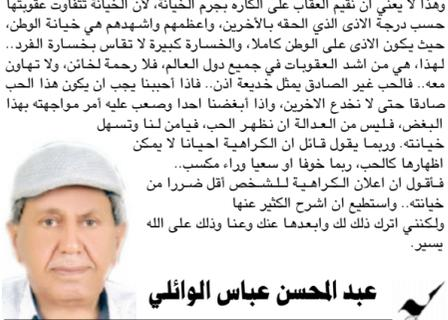 وهذا لا يعني ان نقيم العقاب على الكاره بجرم الخيانة، لان الخيانة تتفاوت عقوبتها
حسب درجة الاذى الذي الحقه بالآخرين، واعظمهم واشهدهم هي خيانة الوطن،
حيث يكون الاذى على الوطن كاملا، والخسارة كبيرة لا تقاس بخسارة الفرد..
لهذا، هي من اشد العقوبات في جميع دول العالم، فلا رحمة لخائن، ولا تهاون
معه.. فالحب غير الصادق يمثل خديعة اذن.. فاذا أحببنا يجب ان يكون هذا الحب
صادقا حتى لا نخدع الاخرين، واذا أبغضنا احدا وصعب عليه أمر مواجهته بهذا
البغض، فليس من العدالة ان نظهر الحب، فيامن لنا وتسهل
خيانته. وربما يقول قائل ان الكراهية احيانا لا يمكن
اظهارها كالحب، ربما خوفا او سعيا وراء مكسب..
فاقول ان اعلان الكراهية للشخص أقل ضررا من
خيانته.. واستطيع ان اشرح الكثير عنها
ولكنني اترك ذلك لك وابعدها عنك وعنا وذلك على الله
يسير.
عبد المحسن عباس الوائلي